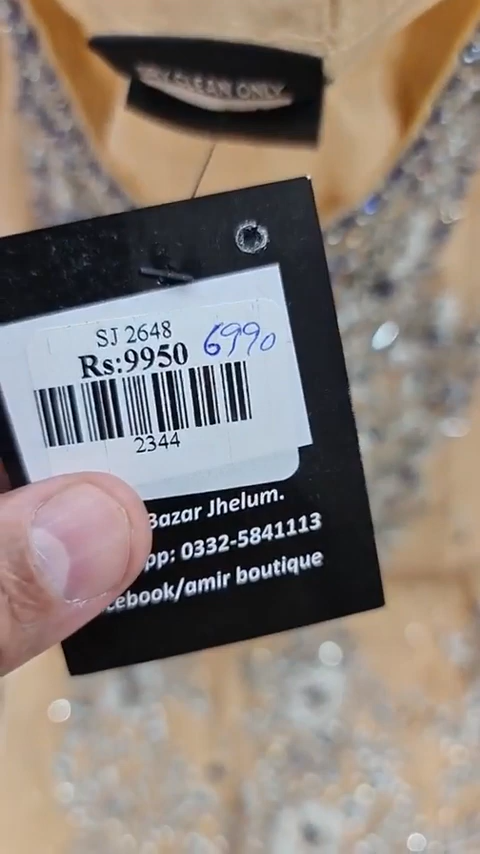 DRY CLEAN ONLY
SJ 2648
Rs:9950 6990
2344
Bazar Jhelum.
pp: 0332-5841113
cebook/amir boutique